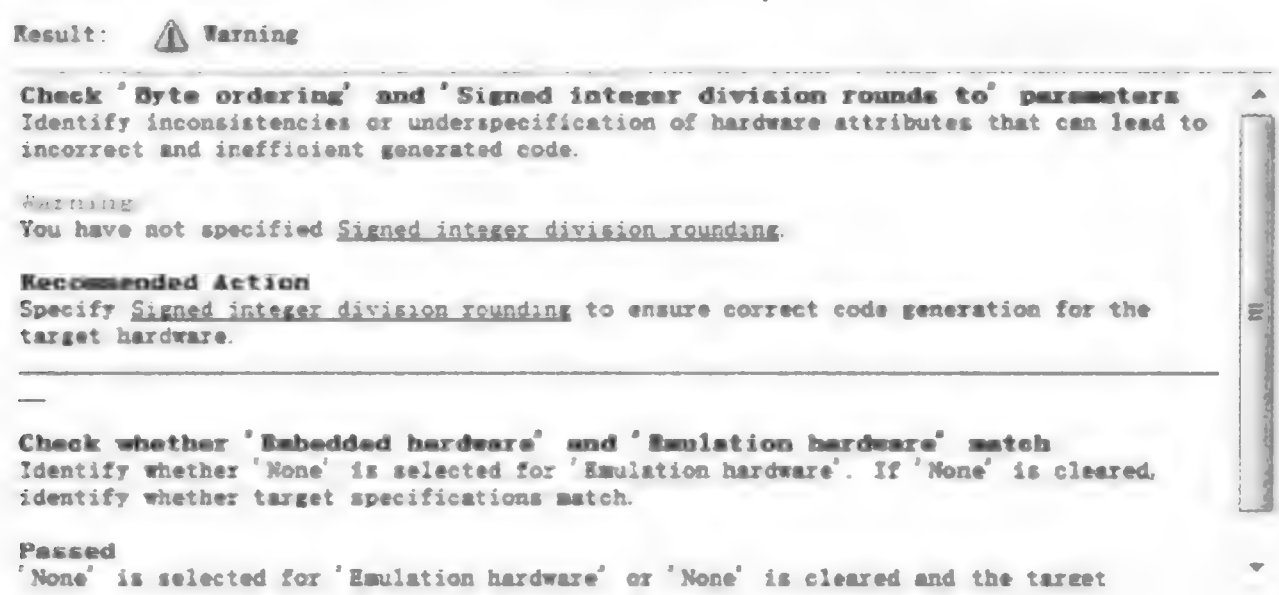 Result: Warning
Check 'Byte ordering' and 'Signed integer division rounds to' parameters
Identify inconsistencies or underspecification of hardware attributes that can lead to
incorrect and inefficient generated code.
Warning
You have not specified Signed integer division rounding.
Recommended Action
Specify Signed integer division rounding to ensure correct code generation for the
target hardware.
Check whether 'Embedded hardware' and 'Emulation hardware' match
Identify whether 'None' is selected for 'Emulation hardware'. If 'None' is cleared,
identify whether target specifications match.
Passed
'None' is selected for 'Emulation hardware' or 'None' is cleared and the target